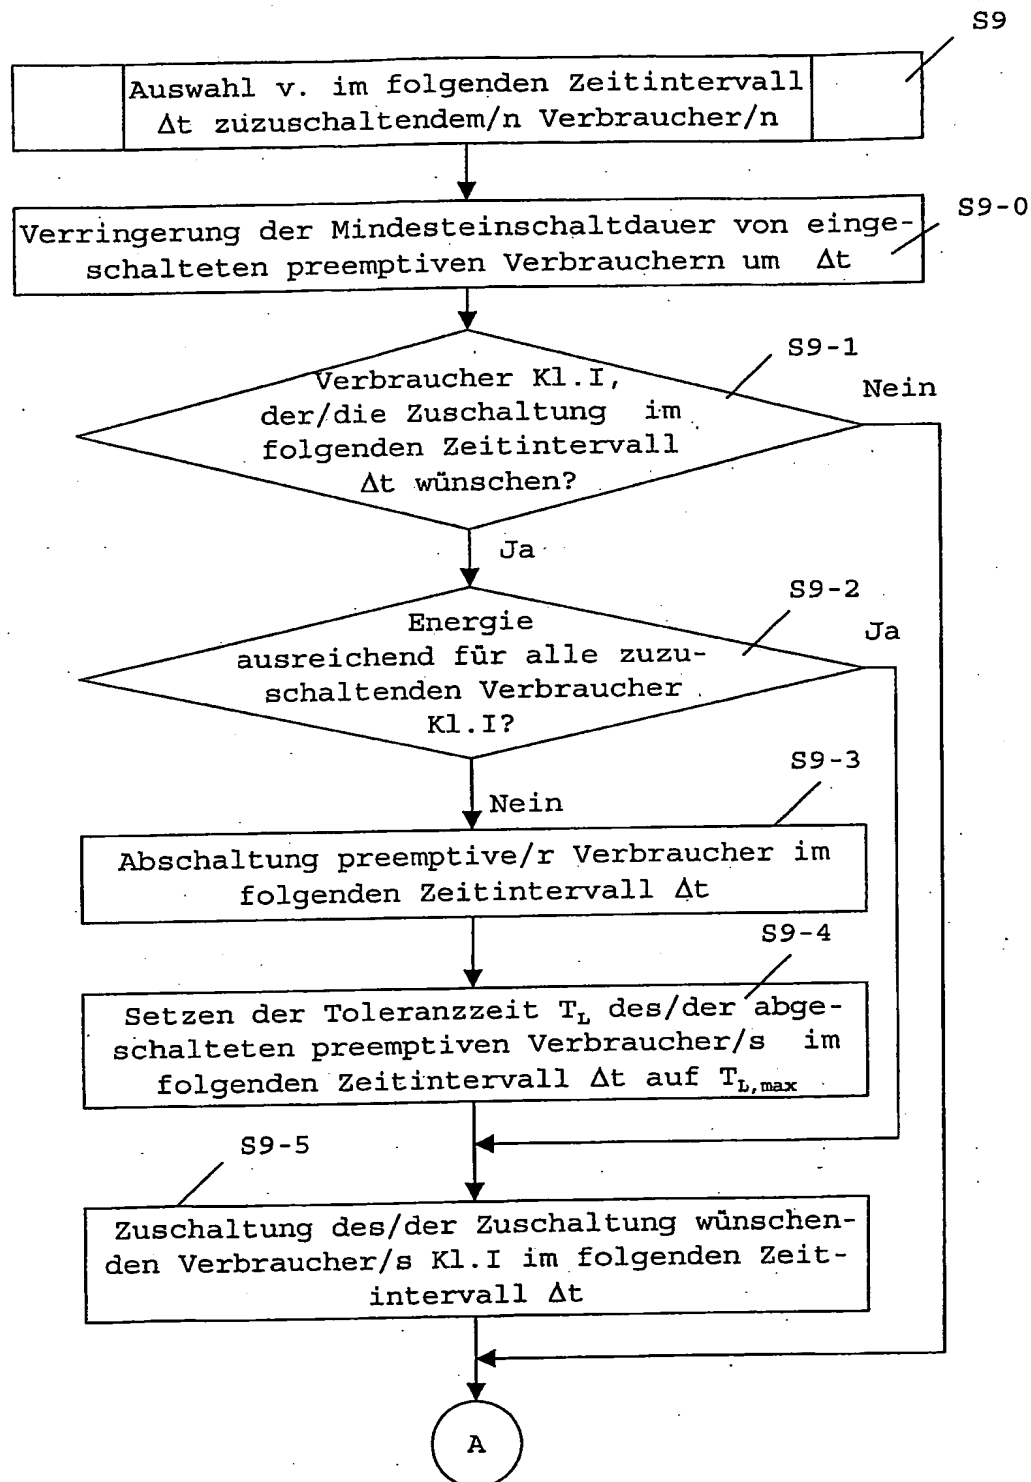 S9
Auswahl v. im folgenden Zeitintervall
Δt zuzuschaltendem/n Verbraucher/n
S9-0
Verringerung der Mindesteinschaltdauer von einge-
schalteten preemptiven Verbrauchern um Δt
S9-1
Nein
Verbraucher Kl.I,
der/die Zuschaltung im
folgenden Zeitintervall
Δt wünschen?
Ja
S9-2
Ja
Energie
ausreichend für alle zuzu-
schaltenden Verbraucher
Kl.I?
S9-3
Nein
Abschaltung preemptive/r Verbraucher im
folgenden Zeitintervall Δt
S9-4
Setzen der Toleranzzeit T_L des/der abge-
schalteten preemptiven Verbraucher/s im
folgenden Zeitintervall Δt auf T_L,max
S9-5
Zuschaltung des/der Zuschaltung wünschen-
den Verbraucher/s Kl.I im folgenden Zeit-
intervall Δt
A